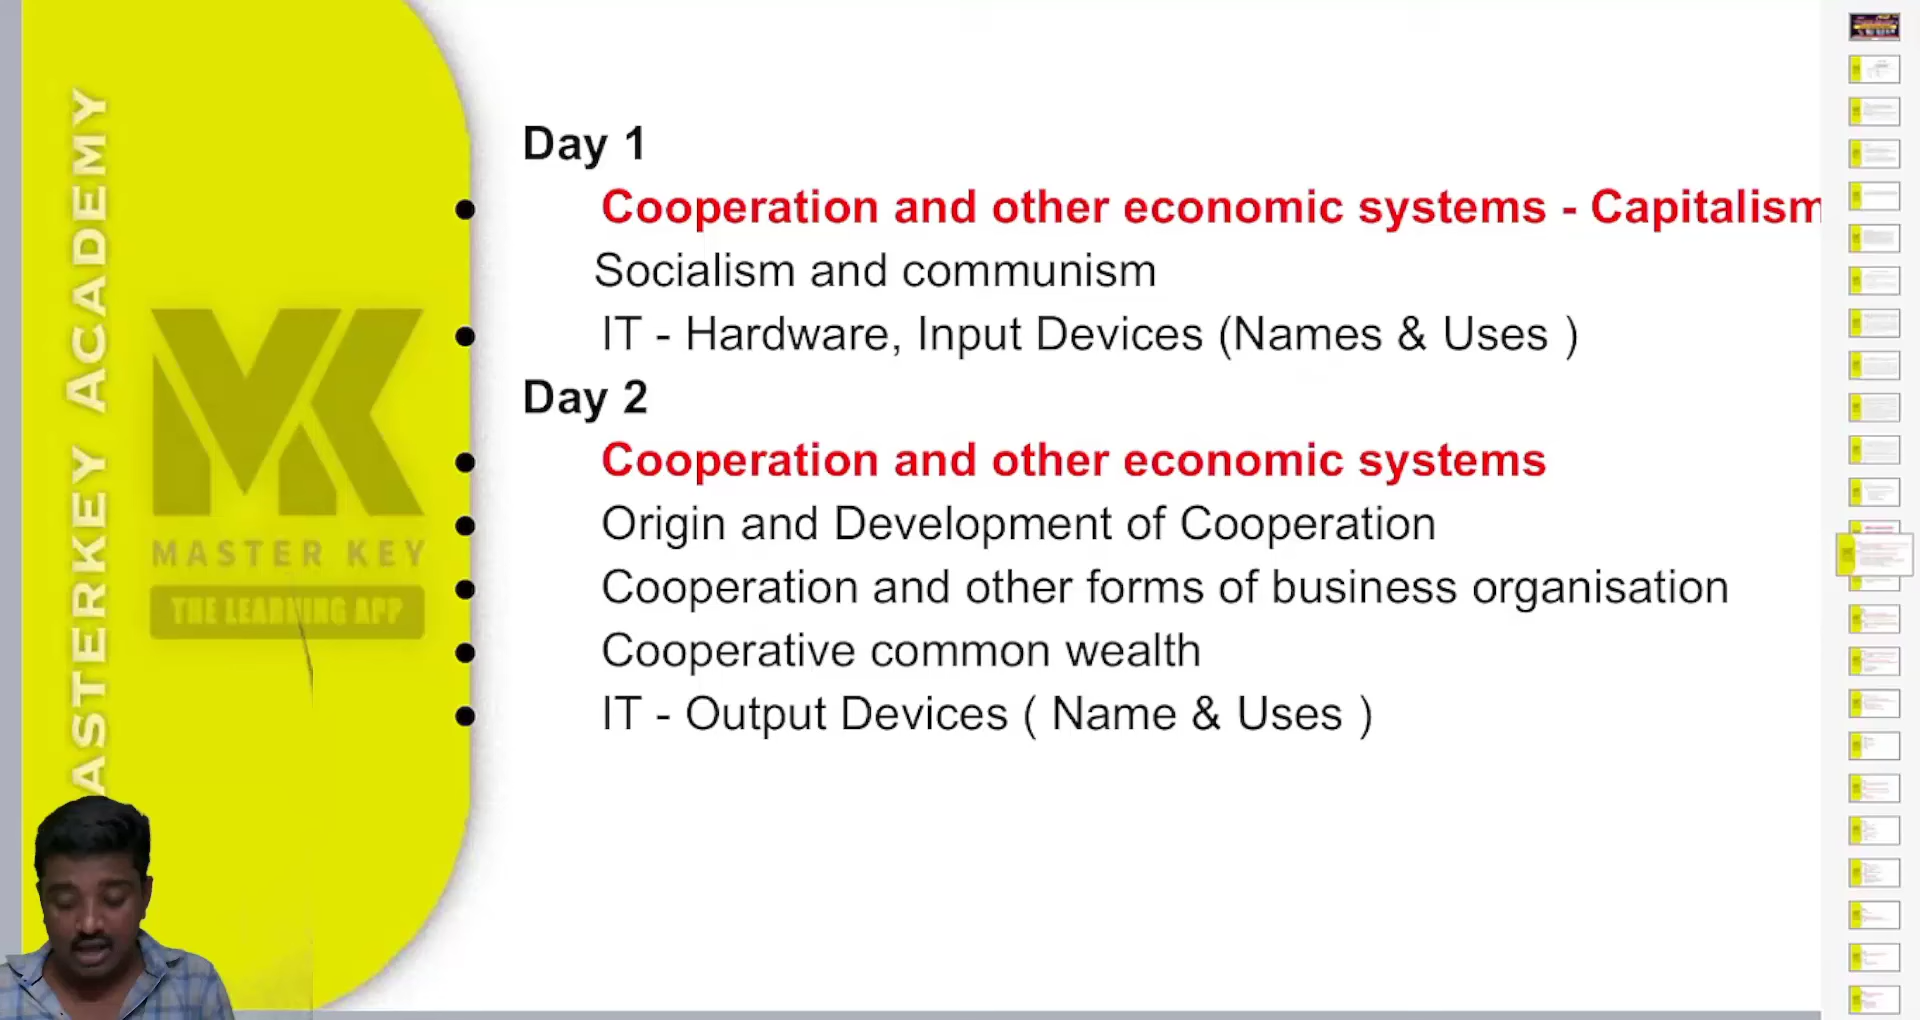 ASTERKEY ACADEMY
MASTER KEY
THE LEARNING APP
Day 1
Cooperation and other economic systems - Capitalism
Socialism and communism
IT - Hardware, Input Devices (Names & Uses )
Day 2
Cooperation and other economic systems
Origin and Development of Cooperation
Cooperation and other forms of business organisation
Cooperative common wealth
IT - Output Devices ( Name & Uses )